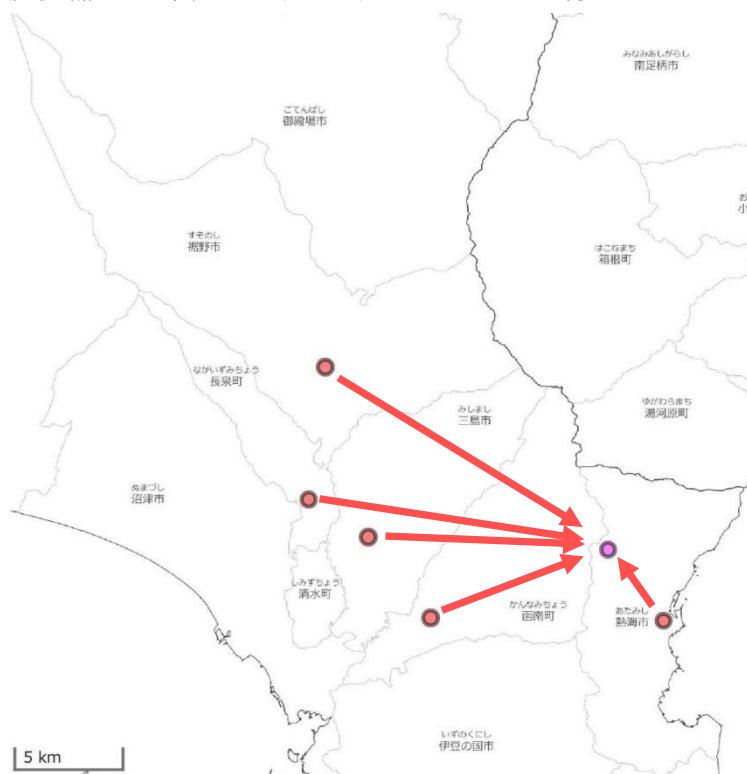 みなみあしがらし
南足柄市
ごてんばし
御殿場市
お
小
すそのし
裾野市
はこねまち
箱根町
ながいずみちょう
長泉町
みしまし
三島市
ゆがわらまち
湯河原町
ぬまづし
沼津市
しみずちょう
清水町
かんなみちょう
函南町
あたみし
熱海市
いずのくにし
伊豆の国市
5 km